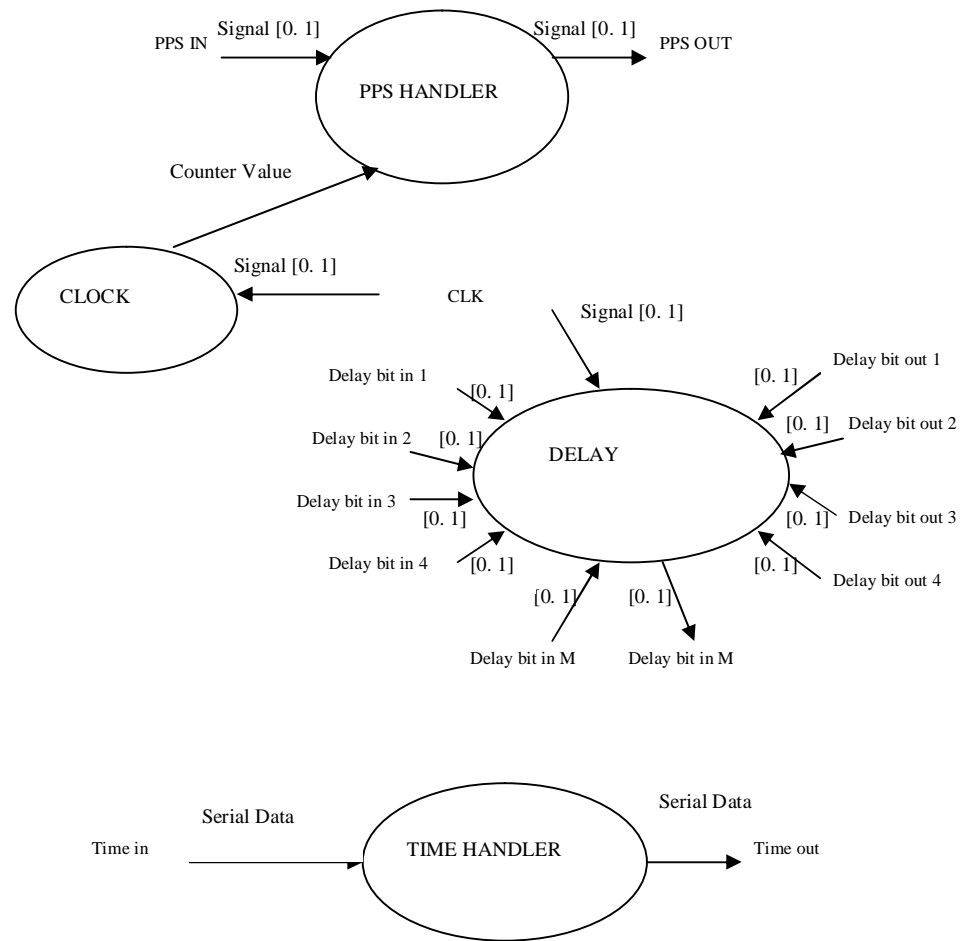 Signal [0. 1]
Signal [0. 1]
PPS IN
PPS OUT
PPS HANDLER
Counter Value
Signal [0. 1]
CLOCK
CLK
Signal [0. 1]
Delay bit in 1
[0. 1]
[0. 1]
Delay bit out 1
Delay bit in 2
[0. 1]
[0. 1]
Delay bit out 2
DELAY
Delay bit in 3
[0. 1]
[0. 1]
Delay bit out 3
Delay bit in 4
[0. 1]
[0. 1]
Delay bit out 4
[0. 1]
[0. 1]
Delay bit in M
Delay bit in M
Serial Data
Serial Data
Time in
TIME HANDLER
Time out